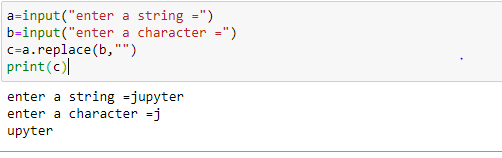 a=input("enter a string =")
b=input("enter a character =")
c=a.replace(b,"")
print(c)
enter a string =jupyter
enter a character =j
upyter